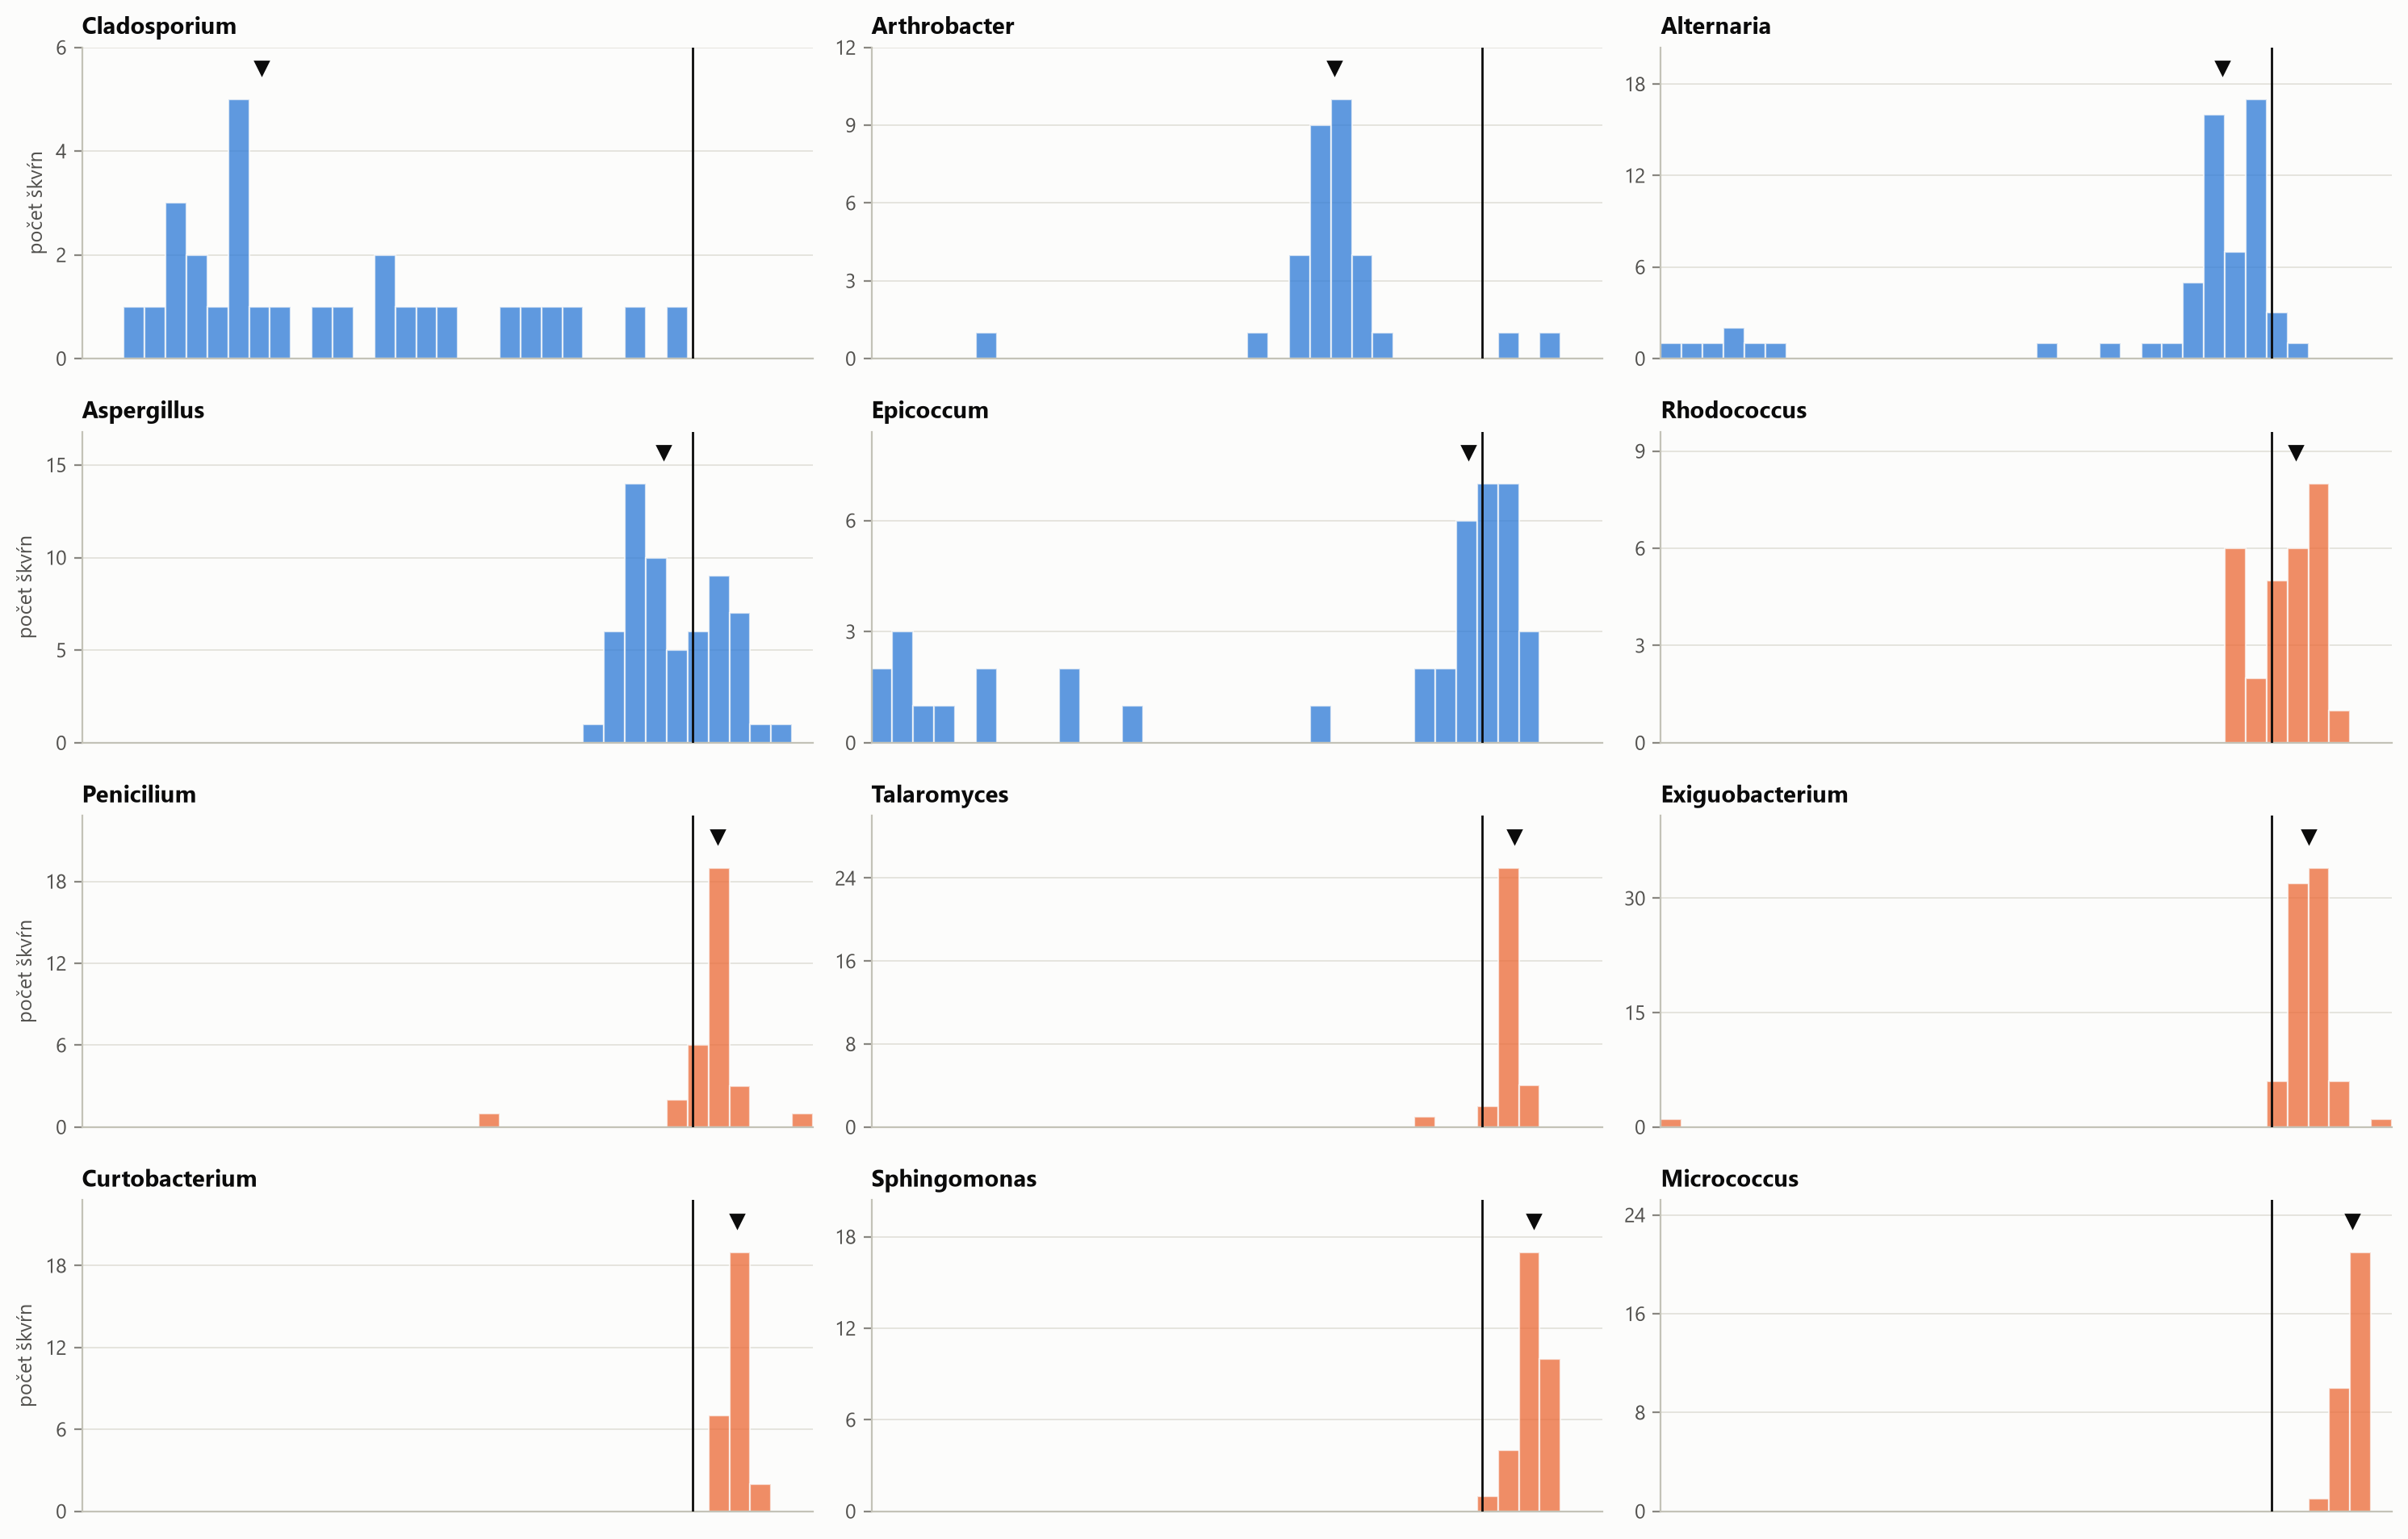 Cladosporium
počet škvŕn
6
4
2
0
Arthrobacter
12
9
6
3
0
Alternaria
18
12
6
0
Aspergillus
počet škvŕn
15
10
5
0
Epicoccum
6
3
0
Rhodococcus
9
6
3
0
Penicilium
počet škvŕn
18
12
6
0
Talaromyces
24
16
8
0
Exiguobacterium
30
15
0
Curtobacterium
počet škvŕn
18
12
6
0
Sphingomonas
18
12
6
0
Micrococcus
24
16
8
0